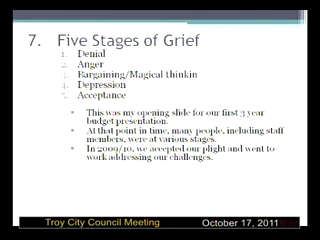 7. Five Stages of Grief
1. Denial
2. Anger
3. Bargaining/Magical thinkin
4. Depression
5. Acceptance
▪ This was my opening slide for our first 3 year
budget presentation.
▪ At that point in time, many people, including staff
members, were at various stages.
▪ In 2009/10, we accepted our plight and went to
work addressing our challenges.
Troy City Council Meeting
October 17, 2011